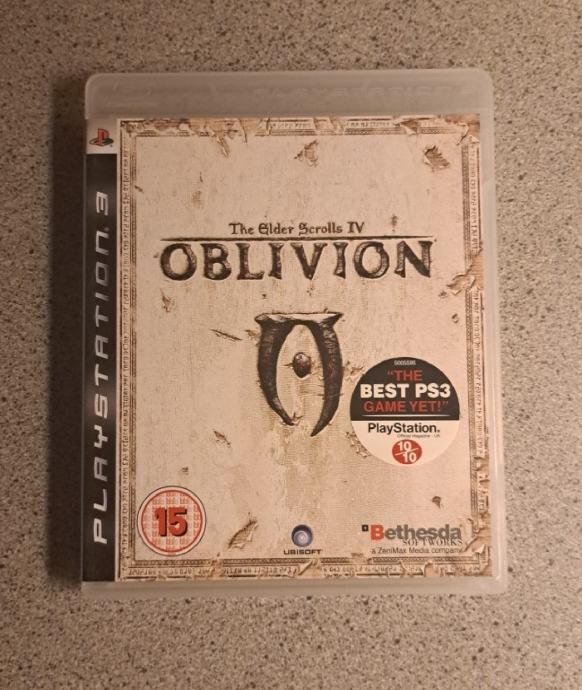 PLAYSTATION 3
The Elder Scrolls IV
OBLIVION
5005586
"THE
BEST PS3
GAME YET!"
PlayStation®
Official Magazine - UK
10/10
15
UBISOFT
Bethesda
SOFTWORKS
a ZeniMax Media company